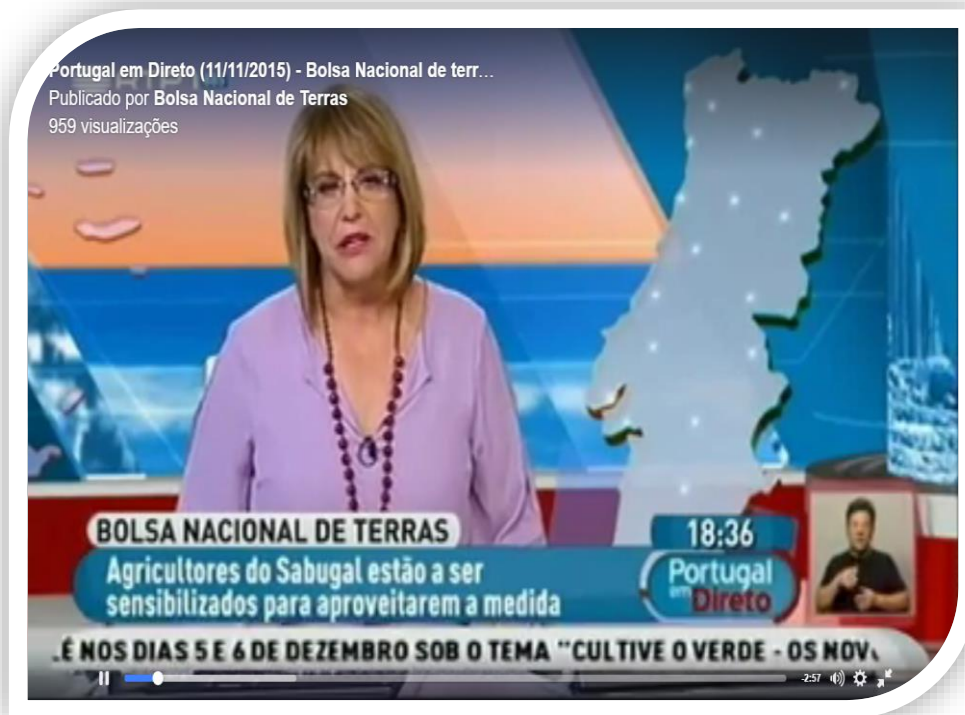 Portugal em Direto (11/11/2015) - Bolsa Nacional de terr...
Publicado por Bolsa Nacional de Terras
959 visualizações
BOLSA NACIONAL DE TERRAS
18:36
Agricultores do Sabugal estão a ser
sensibilizados para aproveitarem a medida
Portugal
em Direto
.É NOS DIAS 5 E 6 DE DEZEMBRO SOB O TEMA "CULTIVE O VERDE - OS NOV
-2:57